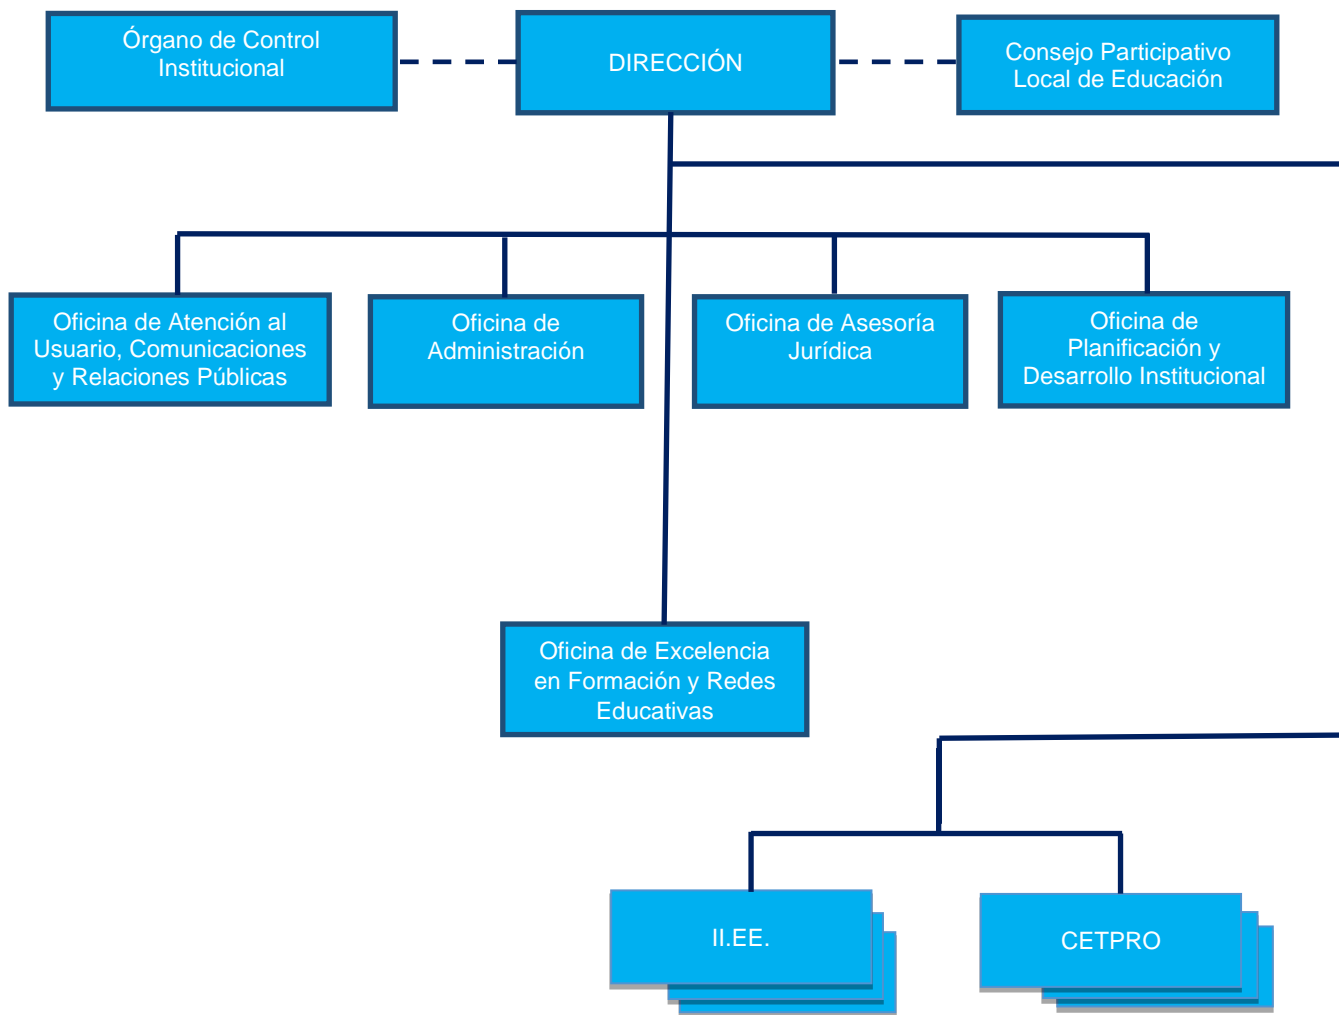 Órgano de Control
Institucional
DIRECCIÓN
Consejo Participativo
Local de Educación
Oficina de Atención al
Usuario, Comunicaciones
y Relaciones Públicas
Oficina de
Administración
Oficina de Asesoría
Jurídica
Oficina de
Planificación y
Desarrollo Institucional
Oficina de Excelencia
en Formación y Redes
Educativas
II.EE.
CETPRO